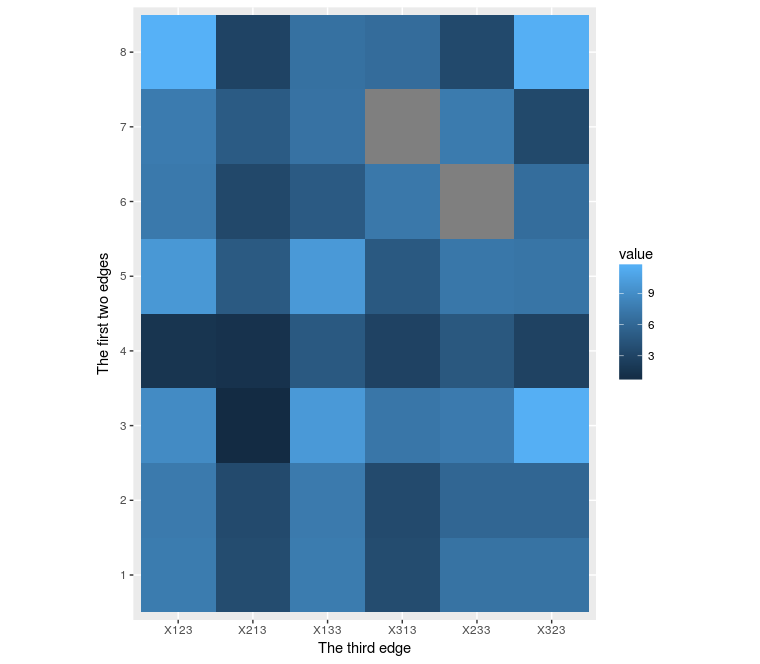 The first two edges
8
7
6
5
4
3
2
1
X123 X213 X133 X313 X233 X323
The third edge
value
9
6
3